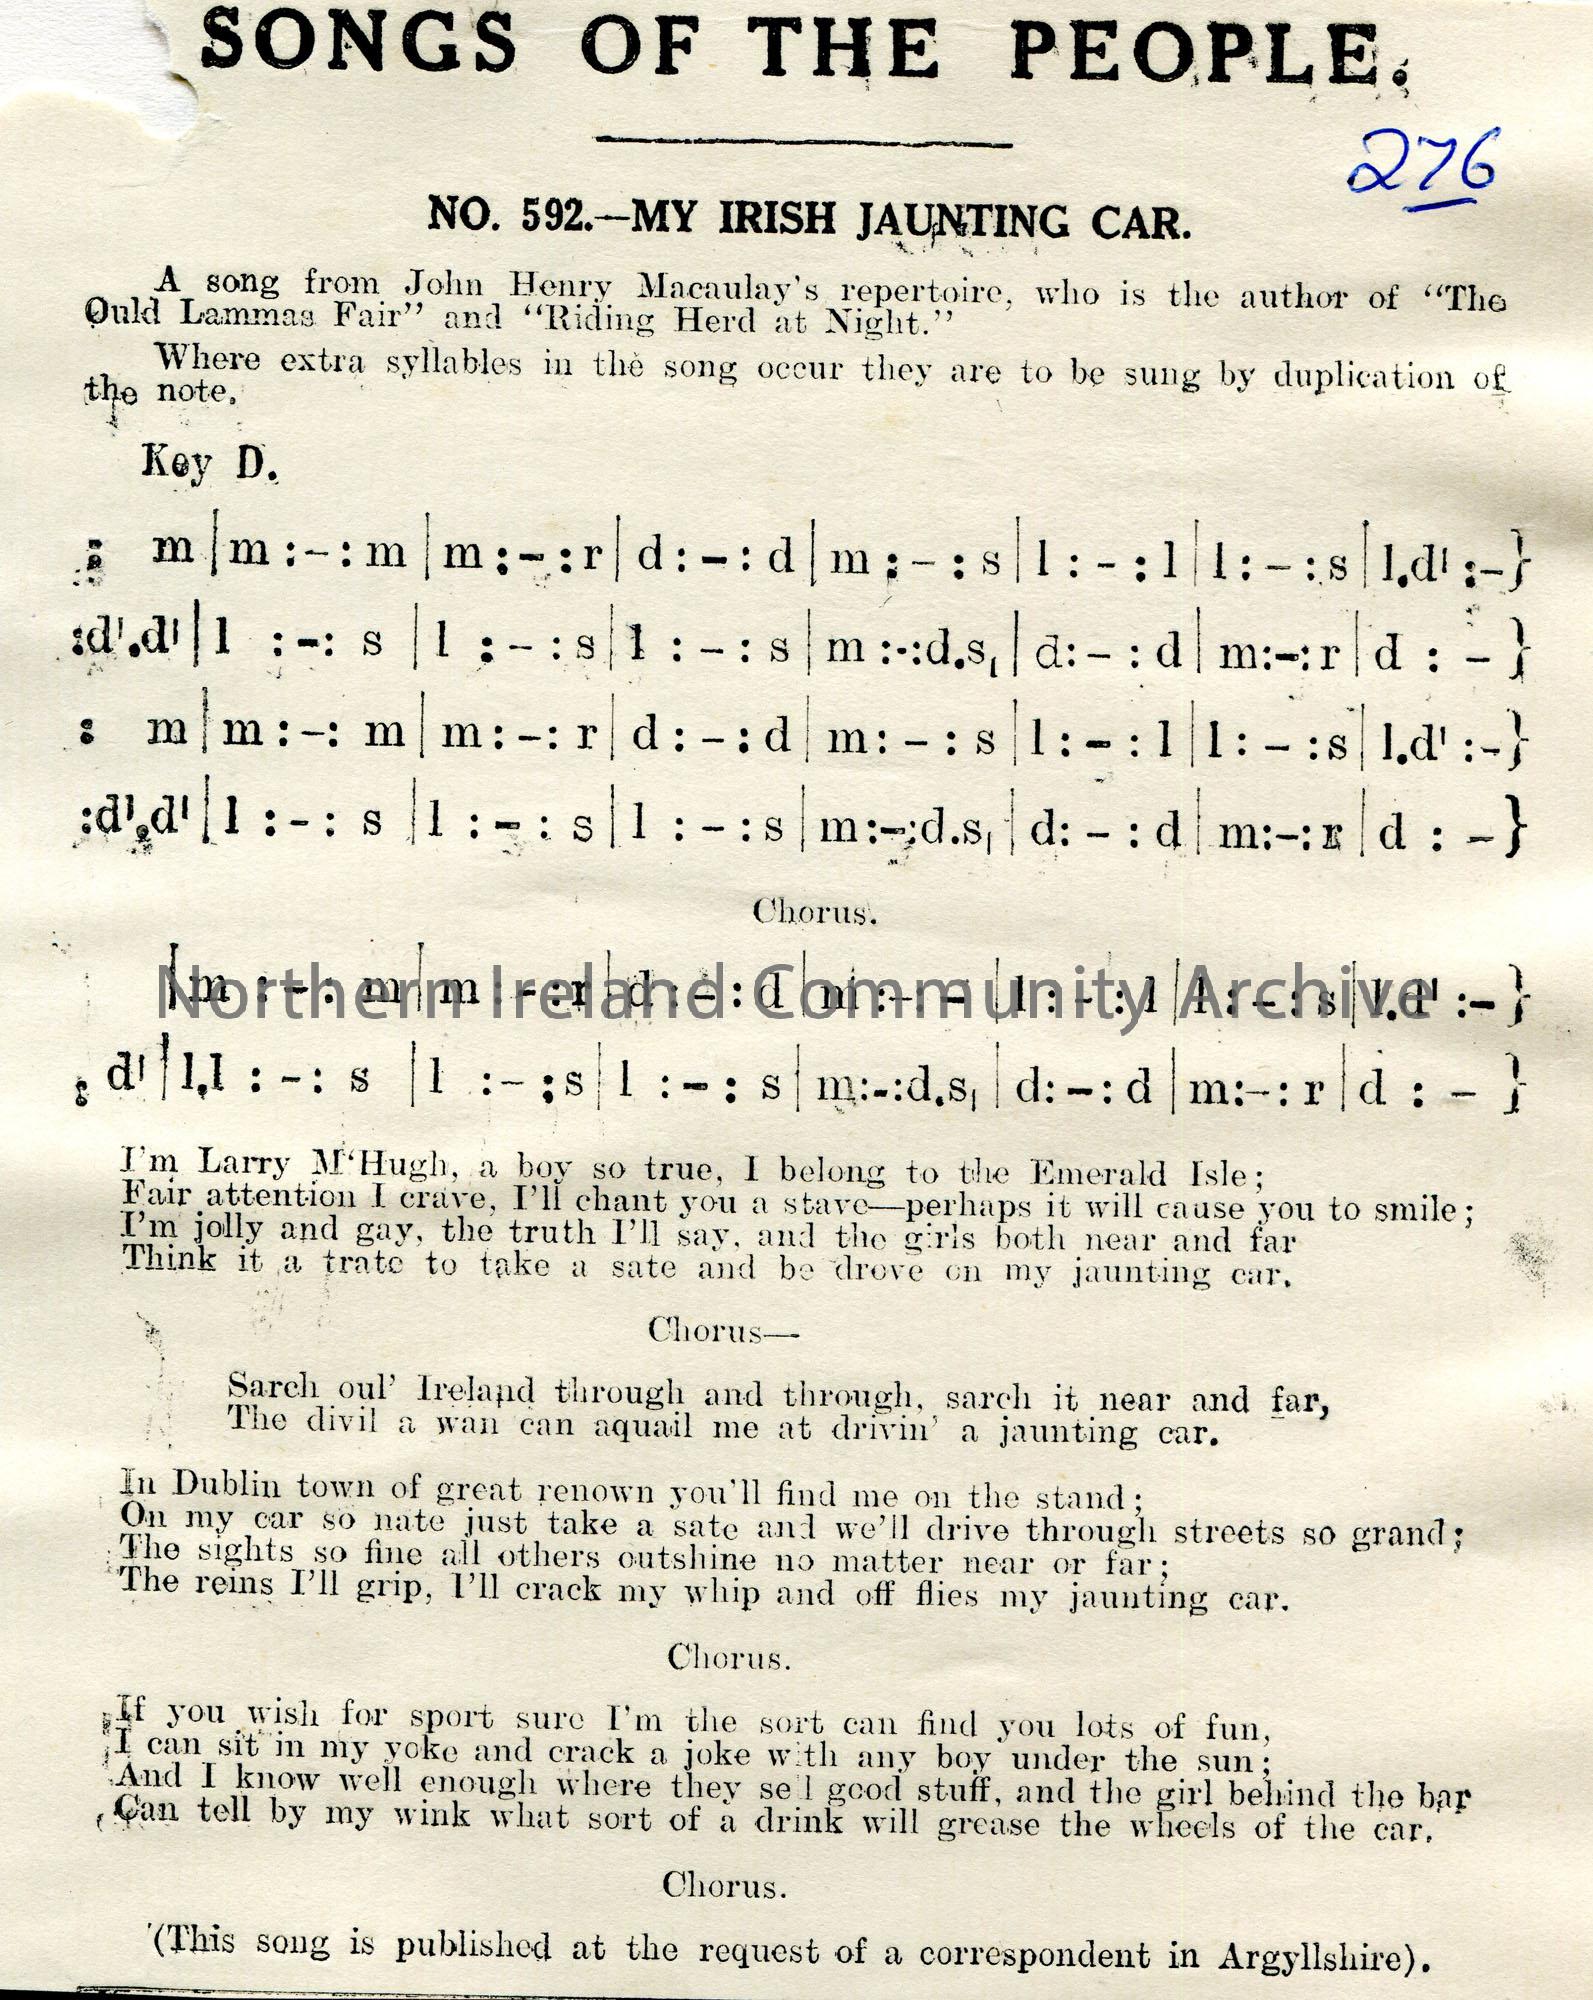 SONGS OF THE PEOPLE.
276
NO. 592.—MY IRISH JAUNTING CAR.
A song from John Henry Macaulay's repertoire, who is the author of "The
Ould Lammas Fair" and "Riding Herd at Night."
Where extra syllables in the song occur they are to be sung by duplication of
the note.
Key D.
: m | m : – : m | m : – : r | d : – : d | m : – : s | l : – : l | l : – : s | l.d' : – }
: d'.d' | l : – : s | l : – : s | l : – : s | m : – : d.s, | d : – : d | m : – : r | d : – }
: m | m : – : m | m : – : r | d : – : d | m : – : s | l : – : l | l : – : s | l.d' : – }
: d'.d' | l : – : s | l : – : s | l : – : s | m : – : d.s, | d : – : d | m : – : r | d : – }
Chorus.
| m : – : m | m : – : r | d : – : d | m : – : – | l : – : l | l : – : s | l.d' : – }
Northern Ireland Community Archive
: d' | l.l : – : s | l : – : s | l : – : s | m : – : d.s, | d : – : d | m : – : r | d : – }
I'm Larry M'Hugh, a boy so true, I belong to the Emerald Isle;
Fair attention I crave, I'll chant you a stave—perhaps it will cause you to smile;
I'm jolly and gay, the truth I'll say, and the girls both near and far
Think it a trate to take a sate and be drove on my jaunting car.
Chorus—
Sarch oul' Ireland through and through, sarch it near and far,
The divil a wan can aquail me at drivin' a jaunting car.
In Dublin town of great renown you'll find me on the stand;
On my car so nate just take a sate and we'll drive through streets so grand;
The sights so fine all others outshine no matter near or far;
The reins I'll grip, I'll crack my whip and off flies my jaunting car.
Chorus.
If you wish for sport sure I'm the sort can find you lots of fun,
I can sit in my yoke and crack a joke with any boy under the sun;
And I know well enough where they sell good stuff, and the girl behind the bar
Can tell by my wink what sort of a drink will grease the wheels of the car.
Chorus.
(This song is published at the request of a correspondent in Argyllshire).